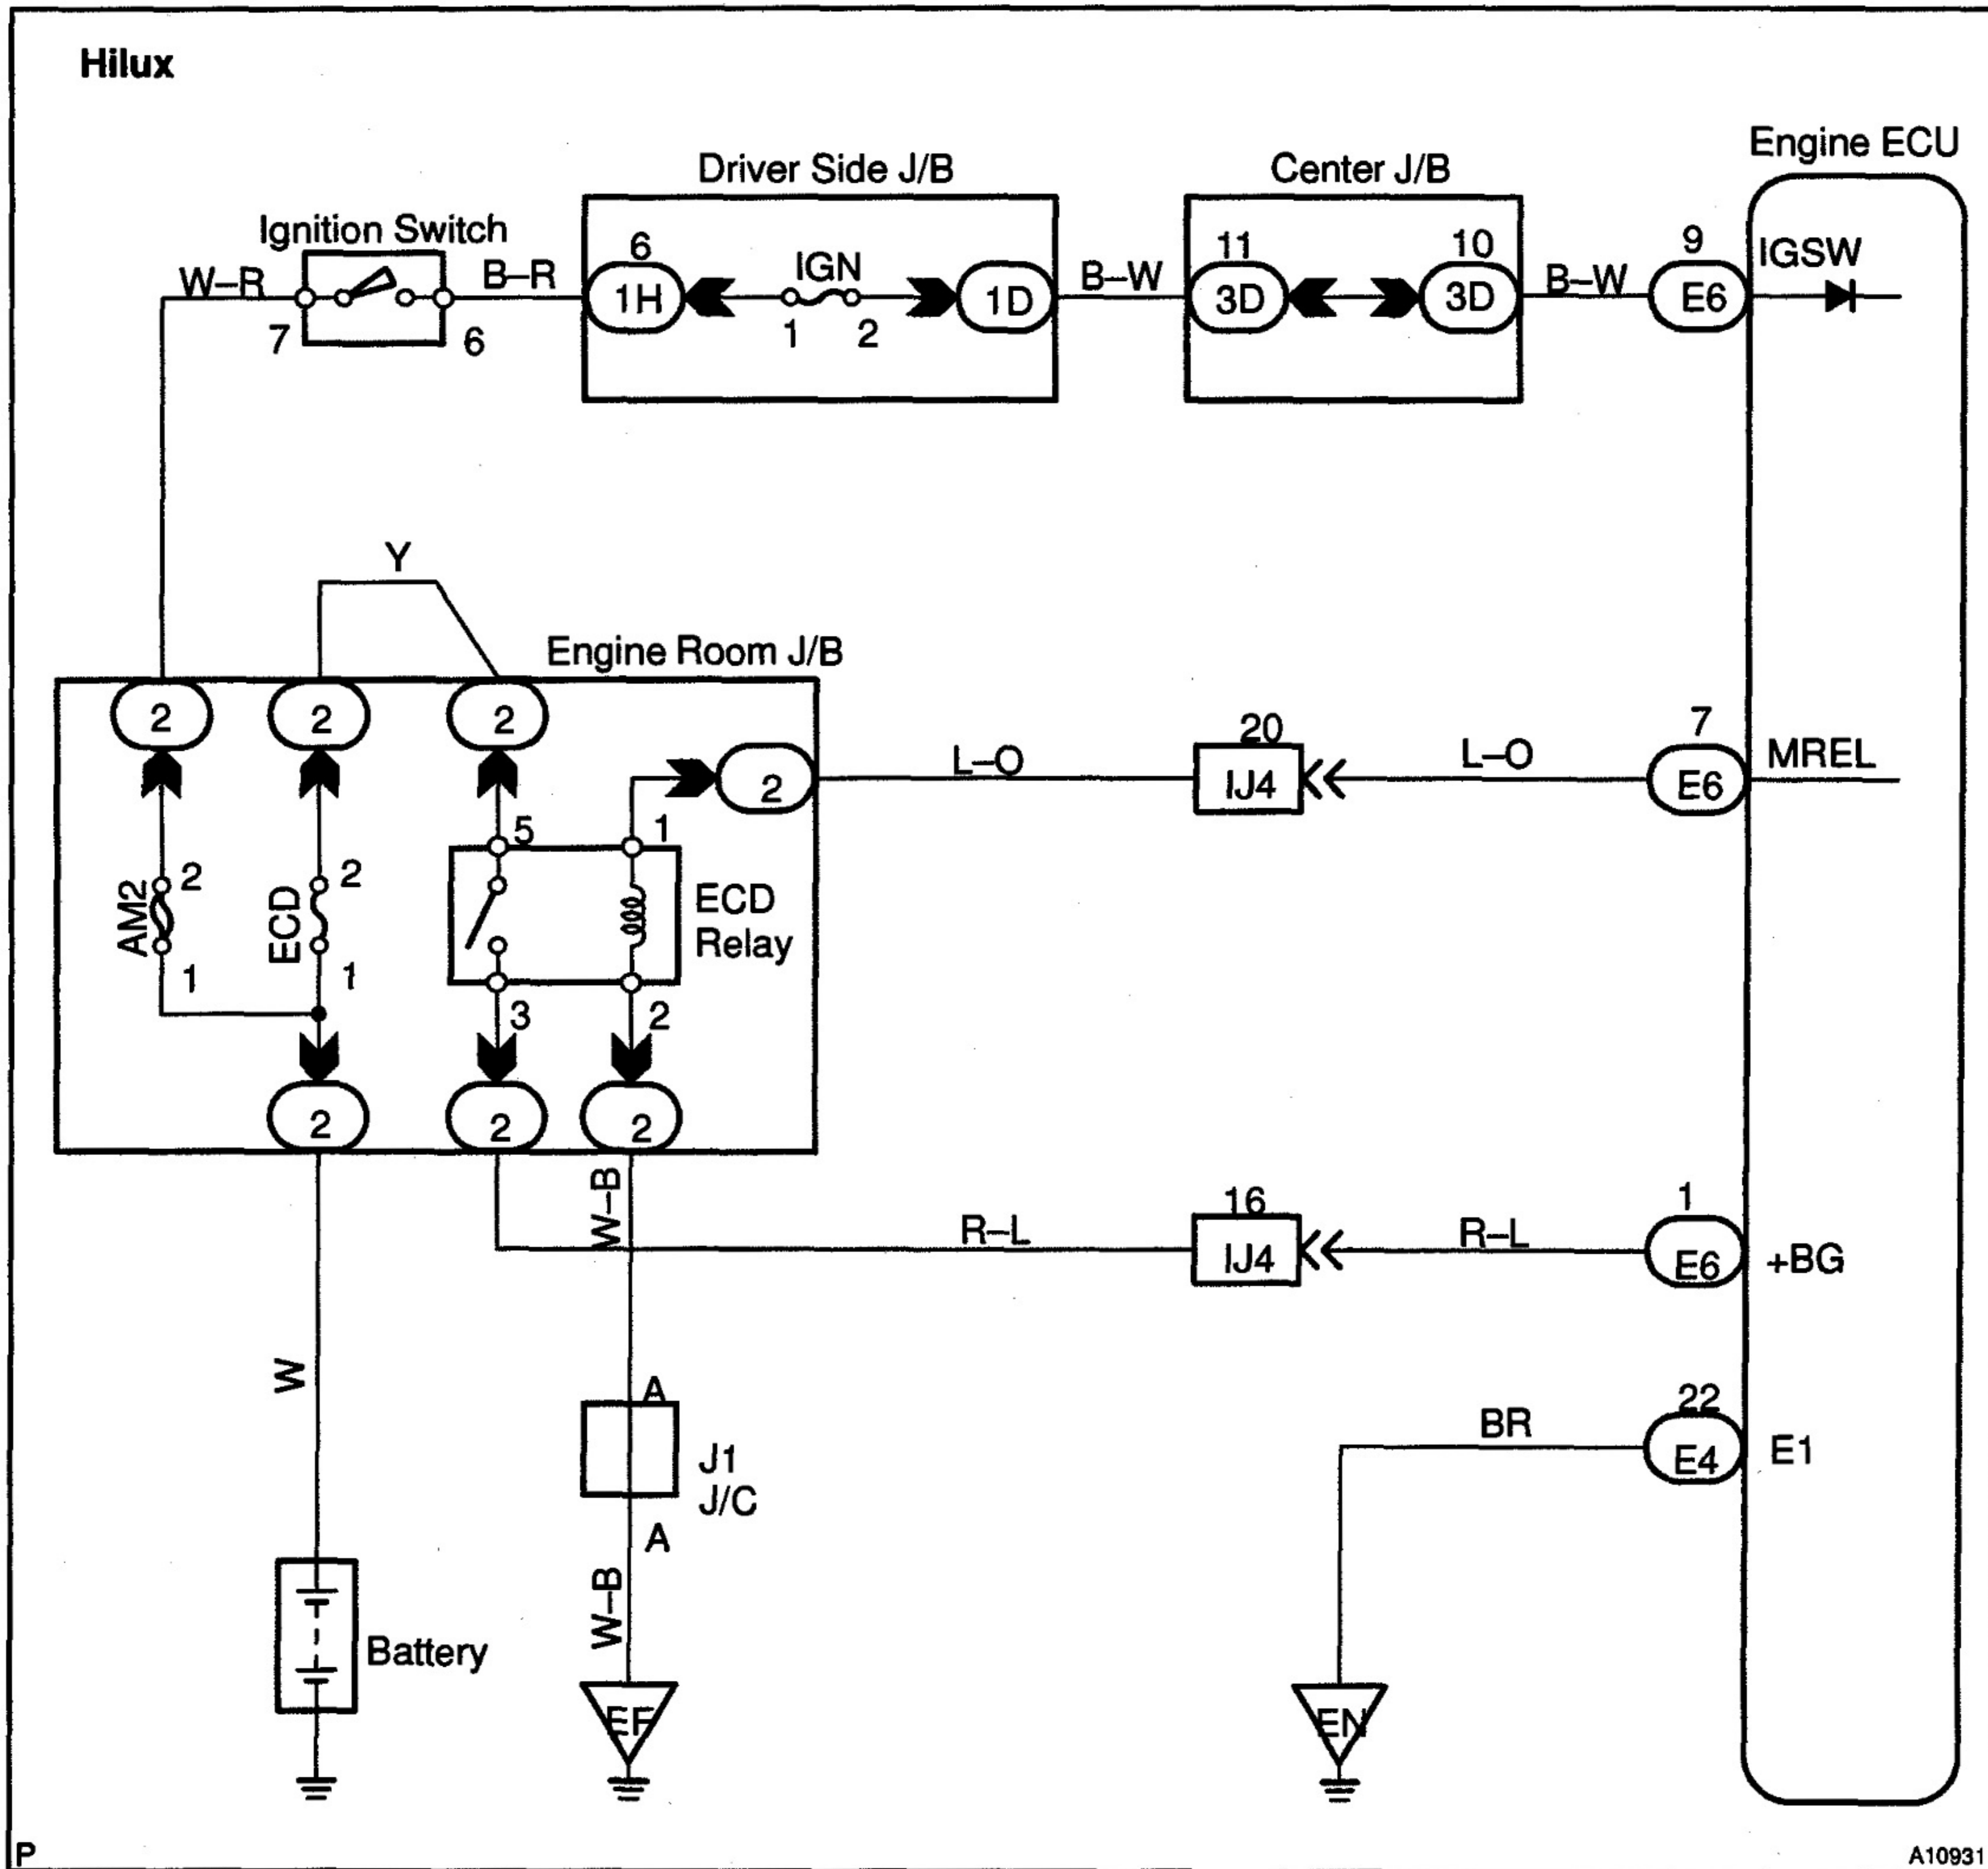 Hilux
Engine ECU
Driver Side J/B
Center J/B
Ignition Switch
W–R
7
6
B–R
6
1H
IGN
1
2
1D
B–W
11
3D
10
3D
B–W
9
E6
IGSW
Y
Engine Room J/B
2
2
2
2
L–O
20
IJ4
L–O
7
E6
MREL
AM2
2
1
ECD
2
1
5
1
ECD
Relay
3
2
2
2
2
W–B
R–L
16
IJ4
R–L
1
E6
+BG
W
A
J1
J/C
A
W–B
BR
22
E4
E1
Battery
EF
EN
P
A10931